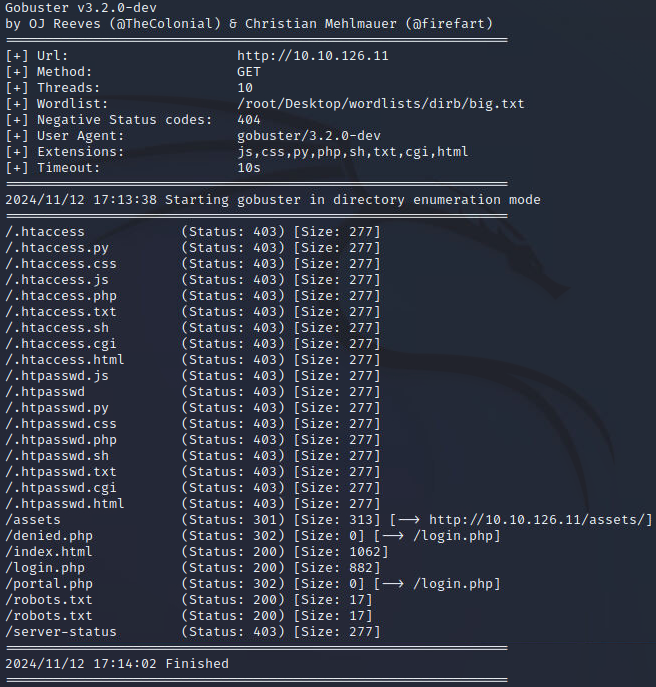 Gobuster v3.2.0-dev
by OJ Reeves (@TheColonial) & Christian Mehlmauer (@firefart)
===============================================================
[+] Url:                     http://10.10.126.11
[+] Method:                  GET
[+] Threads:                 10
[+] Wordlist:                /root/Desktop/wordlists/dirb/big.txt
[+] Negative Status codes:   404
[+] User Agent:              gobuster/3.2.0-dev
[+] Extensions:              js,css,py,php,sh,txt,cgi,html
[+] Timeout:                 10s
===============================================================
2024/11/12 17:13:38 Starting gobuster in directory enumeration mode
===============================================================
/.htaccess            (Status: 403) [Size: 277]
/.htaccess.py         (Status: 403) [Size: 277]
/.htaccess.css        (Status: 403) [Size: 277]
/.htaccess.js         (Status: 403) [Size: 277]
/.htaccess.php        (Status: 403) [Size: 277]
/.htaccess.txt        (Status: 403) [Size: 277]
/.htaccess.sh         (Status: 403) [Size: 277]
/.htaccess.cgi        (Status: 403) [Size: 277]
/.htaccess.html       (Status: 403) [Size: 277]
/.htpasswd.js         (Status: 403) [Size: 277]
/.htpasswd            (Status: 403) [Size: 277]
/.htpasswd.py         (Status: 403) [Size: 277]
/.htpasswd.css        (Status: 403) [Size: 277]
/.htpasswd.php        (Status: 403) [Size: 277]
/.htpasswd.sh         (Status: 403) [Size: 277]
/.htpasswd.txt        (Status: 403) [Size: 277]
/.htpasswd.cgi        (Status: 403) [Size: 277]
/.htpasswd.html       (Status: 403) [Size: 277]
/assets               (Status: 301) [Size: 313] [--> http://10.10.126.11/assets/]
/denied.php           (Status: 302) [Size: 0] [--> /login.php]
/index.html           (Status: 200) [Size: 1062]
/login.php            (Status: 200) [Size: 882]
/portal.php           (Status: 302) [Size: 0] [--> /login.php]
/robots.txt           (Status: 200) [Size: 17]
/robots.txt           (Status: 200) [Size: 17]
/server-status        (Status: 403) [Size: 277]
===============================================================
2024/11/12 17:14:02 Finished
===============================================================